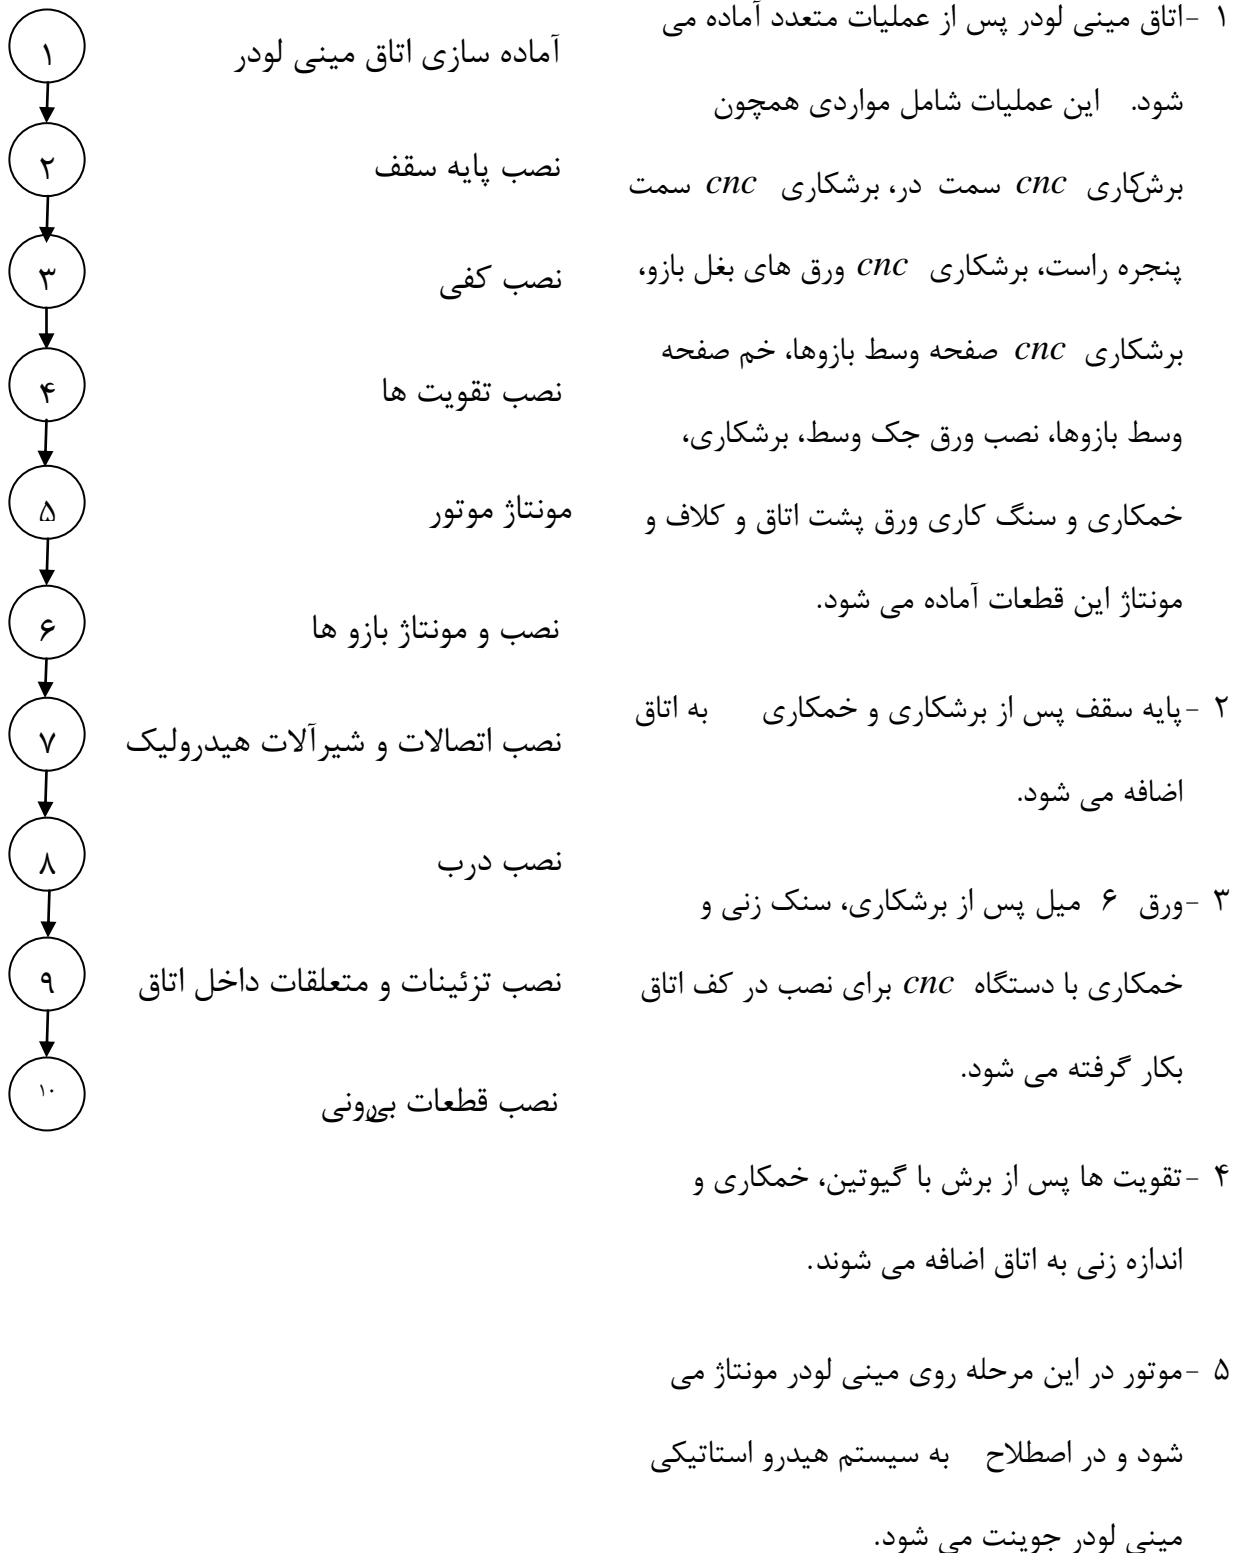 ۱ -اتاق مینی لودر پس از عملیات متعدد آماده می
شود. این عملیات شامل مواردی همچون
برشکاری cnc سمت در، برشکاری cnc سمت
پنجره راست، برشکاری cnc ورق های بغل بازو،
برشکاری cnc صفحه وسط بازوها، خم صفحه
وسط بازوها، نصب ورق جک وسط، برشکاری،
خمکاری و سنگ کاری ورق پشت اتاق و کلاف و
مونتاژ این قطعات آماده می شود.
۲ -پایه سقف پس از برشکاری و خمکاری به اتاق
اضافه می شود.
۳ -ورق ۶ میل پس از برشکاری، سنک زنی و
خمکاری با دستگاه cnc برای نصب در کف اتاق
بکار گرفته می شود.
۴ -تقویت ها پس از برش با گیوتین، خمکاری و
اندازه زنی به اتاق اضافه می شوند.
۵ -موتور در این مرحله روی مینی لودر مونتاژ می
شود و در اصطلاح به سیستم هیدرو استاتیکی
مینی لودر جوینت می شود.
آماده سازی اتاق مینی لودر ۱
نصب پایه سقف ۲
نصب کفی ۳
نصب تقویت ها ۴
مونتاژ موتور ۵
نصب و مونتاژ بازو ها ۶
نصب اتصالات و شیرآلات هیدرولیک ۷
نصب درب ۸
نصب تزئینات و متعلقات داخل اتاق ۹
نصب قطعات بیرونی ۱۰